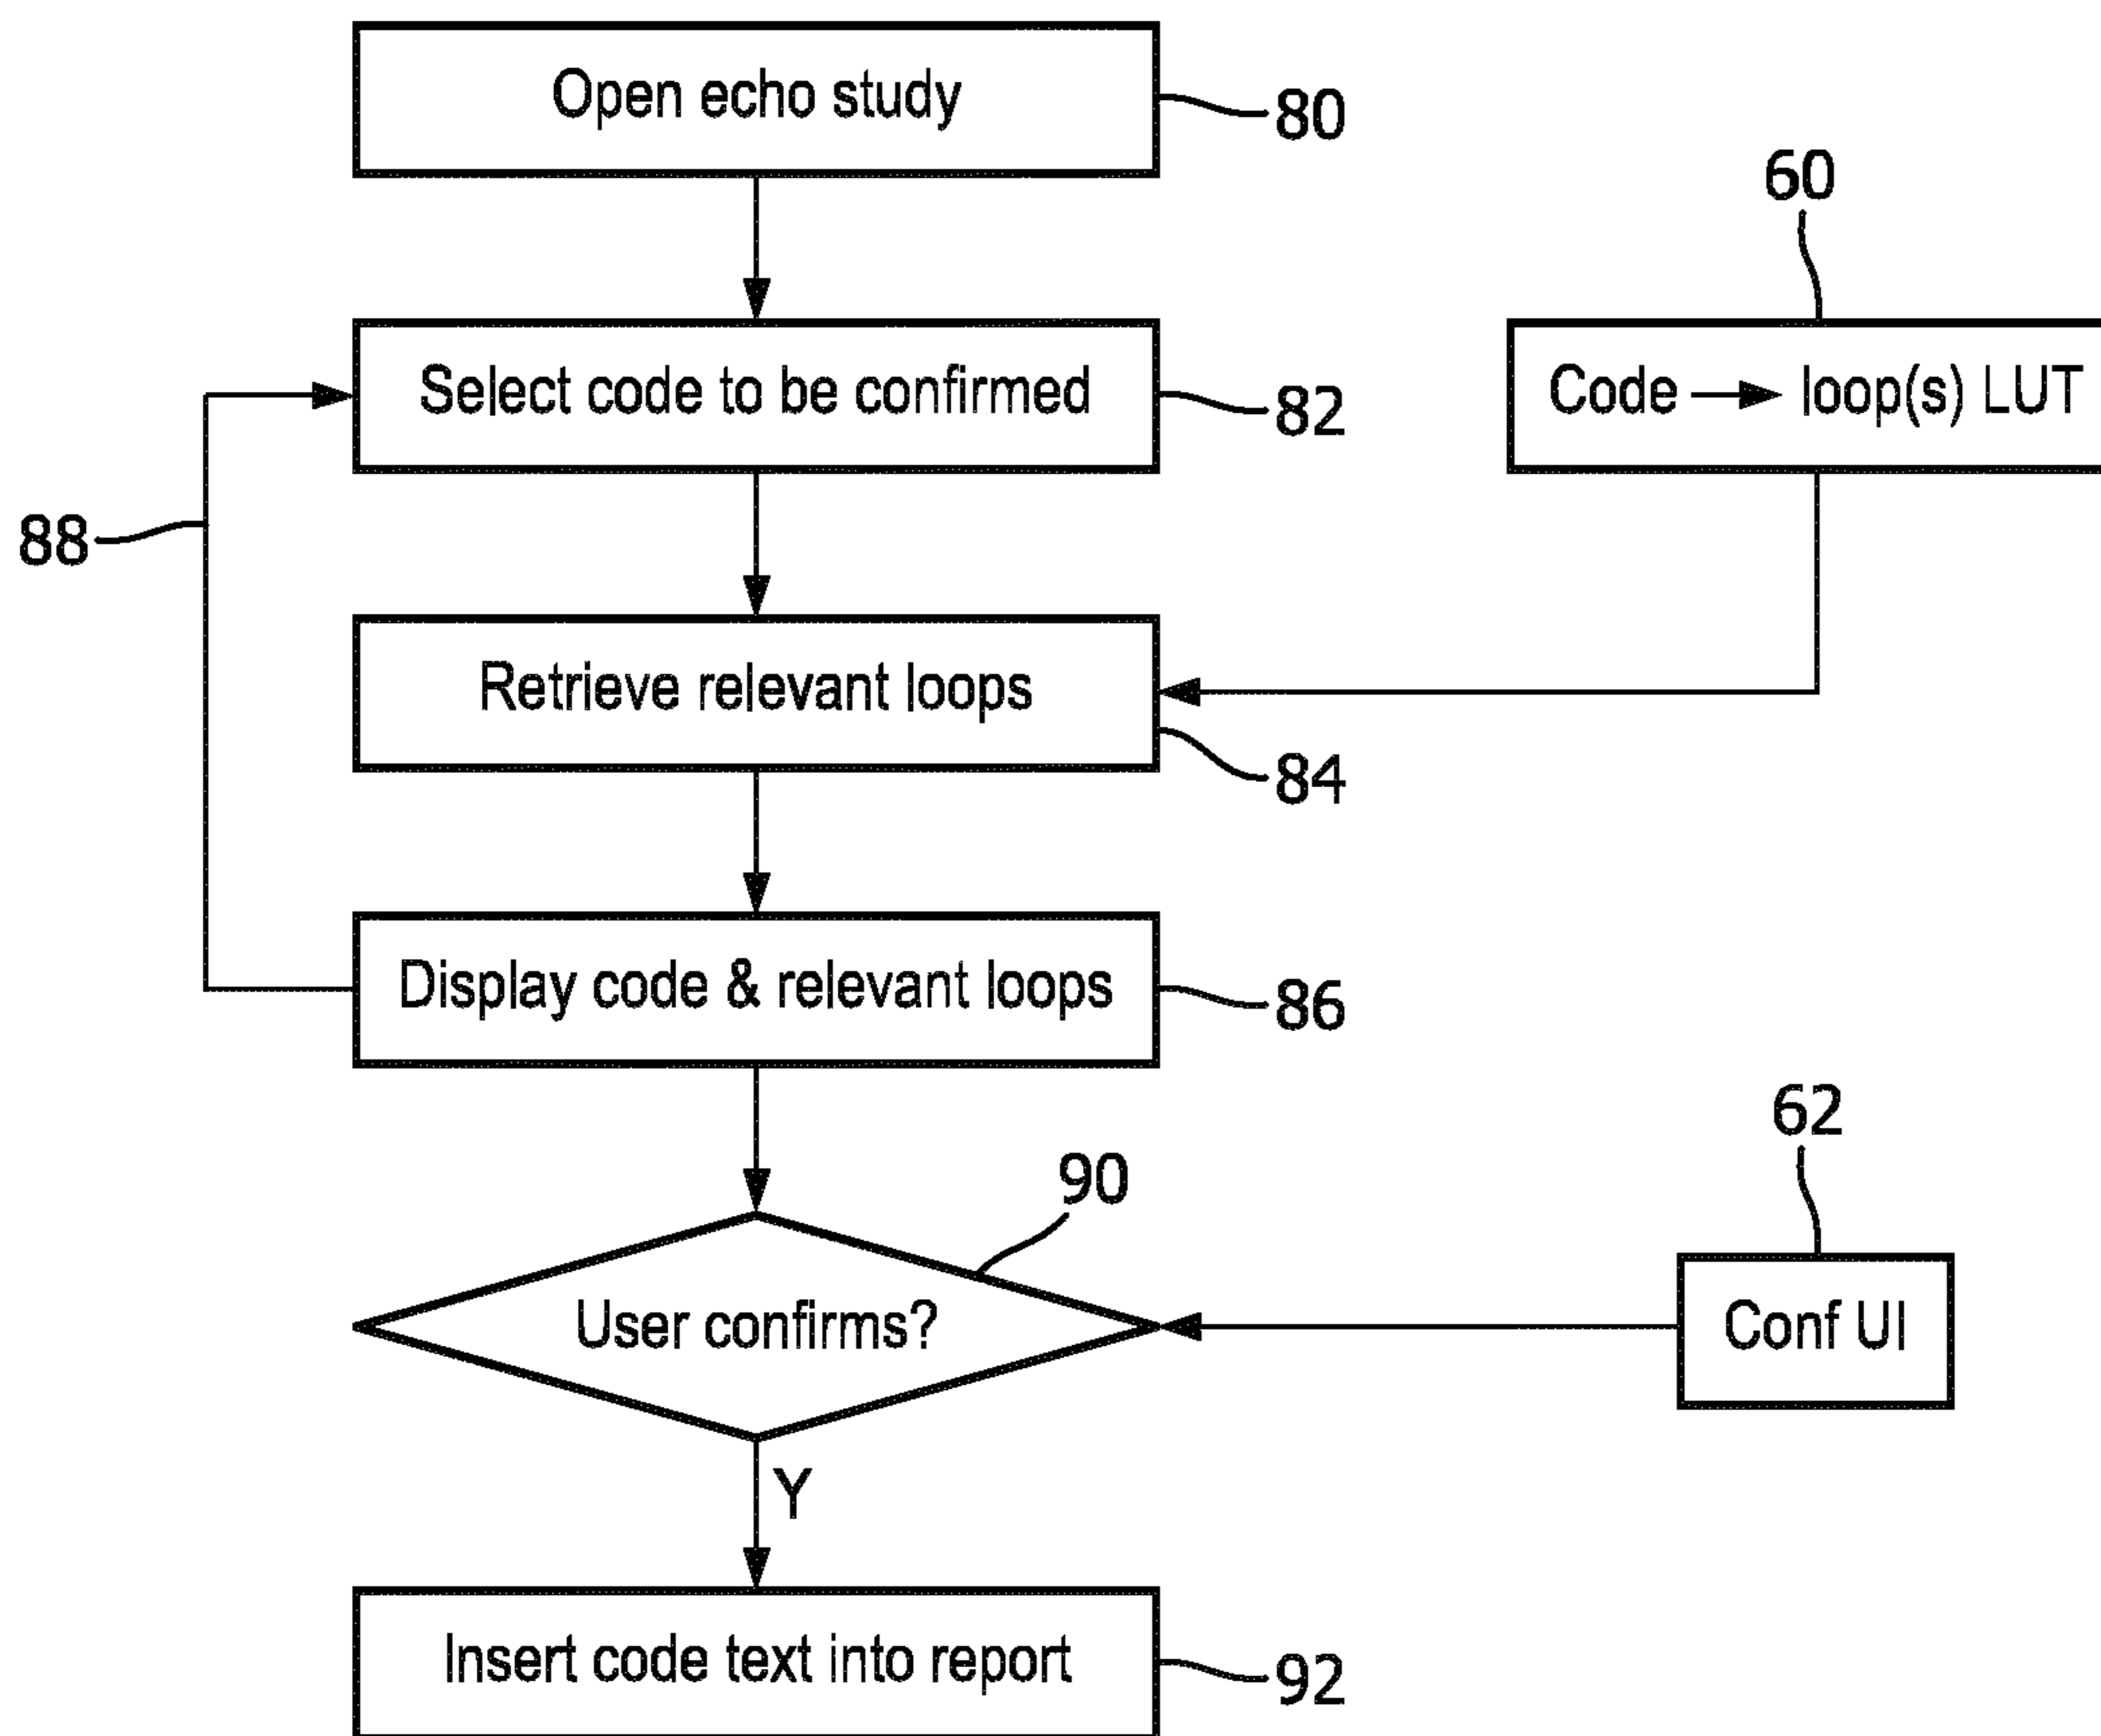 Open echo study
80
60
Select code to be confirmed
82
Code → loop(s) LUT
88
Retrieve relevant loops
84
Display code & relevant loops
86
62
90
User confirms?
Conf UI
Y
Insert code text into report
92